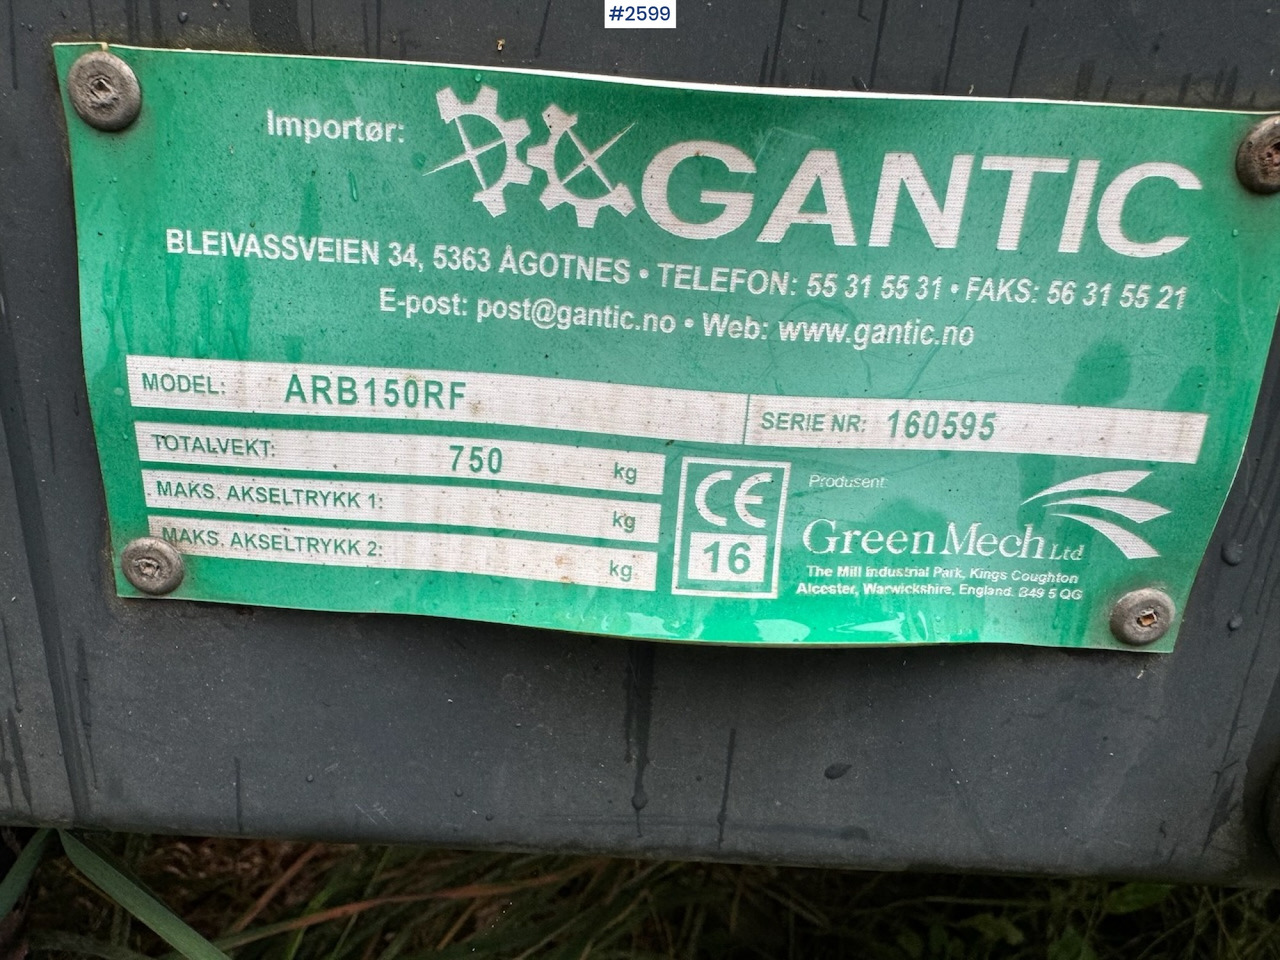 #2599
Importør: GANTIC
BLEIVASSVEIEN 34, 5363 ÅGOTNES • TELEFON: 55 31 55 31 • FAKS: 56 31 55 21
E-post: post@gantic.no • Web: www.gantic.no
MODEL: ARB150RF
SERIE NR: 160595
TOTALVEKT: 750 kg
MAKS. AKSELTRYKK 1: kg
MAKS. AKSELTRYKK 2: kg
CE
16
Produsent
GreenMech Ltd
The Mill Industrial Park, Kings Coughton
Alcester, Warwickshire, England. B49 5 QG